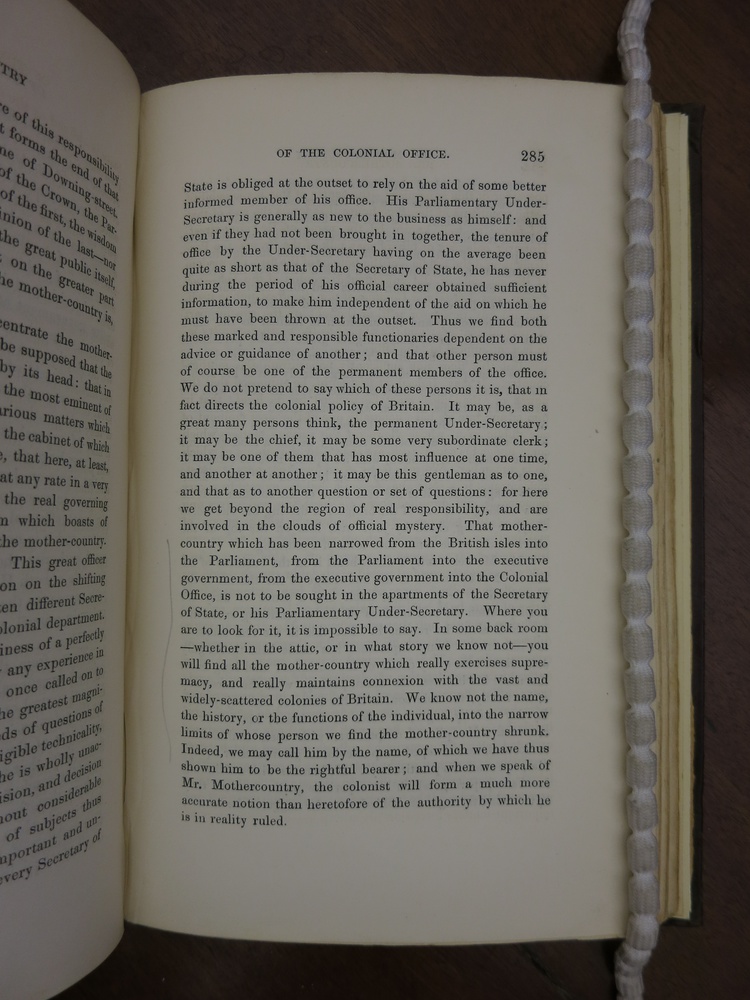 TRY
re of this responsibility
t forms the end of that
ne of Downing-street.
of the Crown, the Par-
of the first, the wisdom
inion of the last—nor
the great public itself,
on the greater part
he mother-country is,
centrate the mother-
be supposed that the
by its head: that in
the most eminent of
arious matters which
the cabinet of which
e, that here, at least,
at any rate in a very
the real governing
m which boasts of
the mother-country.
This great officer
on on the shifting
ten different Secre-
olonial department.
iness of a perfectly
any experience in
once called on to
he greatest magni-
ds of questions of
igible technicality,
he is wholly unac-
ision, and decision
hout considerable
of subjects thus
mportant and un-
every Secretary of
OF THE COLONIAL OFFICE. 285
State is obliged at the outset to rely on the aid of some better
informed member of his office. His Parliamentary Under-
Secretary is generally as new to the business as himself: and
even if they had not been brought in together, the tenure of
office by the Under-Secretary having on the average been
quite as short as that of the Secretary of State, he has never
during the period of his official career obtained sufficient
information, to make him independent of the aid on which he
must have been thrown at the outset. Thus we find both
these marked and responsible functionaries dependent on the
advice or guidance of another; and that other person must
of course be one of the permanent members of the office.
We do not pretend to say which of these persons it is, that in
fact directs the colonial policy of Britain. It may be, as a
great many persons think, the permanent Under-Secretary;
it may be the chief, it may be some very subordinate clerk;
it may be one of them that has most influence at one time,
and another at another; it may be this gentleman as to one,
and that as to another question or set of questions: for here
we get beyond the region of real responsibility, and are
involved in the clouds of official mystery. That mother-
country which has been narrowed from the British isles into
the Parliament, from the Parliament into the executive
government, from the executive government into the Colonial
Office, is not to be sought in the apartments of the Secretary
of State, or his Parliamentary Under-Secretary. Where you
are to look for it, it is impossible to say. In some back room
—whether in the attic, or in what story we know not—you
will find all the mother-country which really exercises supre-
macy, and really maintains connexion with the vast and
widely-scattered colonies of Britain. We know not the name,
the history, or the functions of the individual, into the narrow
limits of whose person we find the mother-country shrunk.
Indeed, we may call him by the name, of which we have thus
shown him to be the rightful bearer; and when we speak of
Mr. Mothercountry, the colonist will form a much more
accurate notion than heretofore of the authority by which he
is in reality ruled.